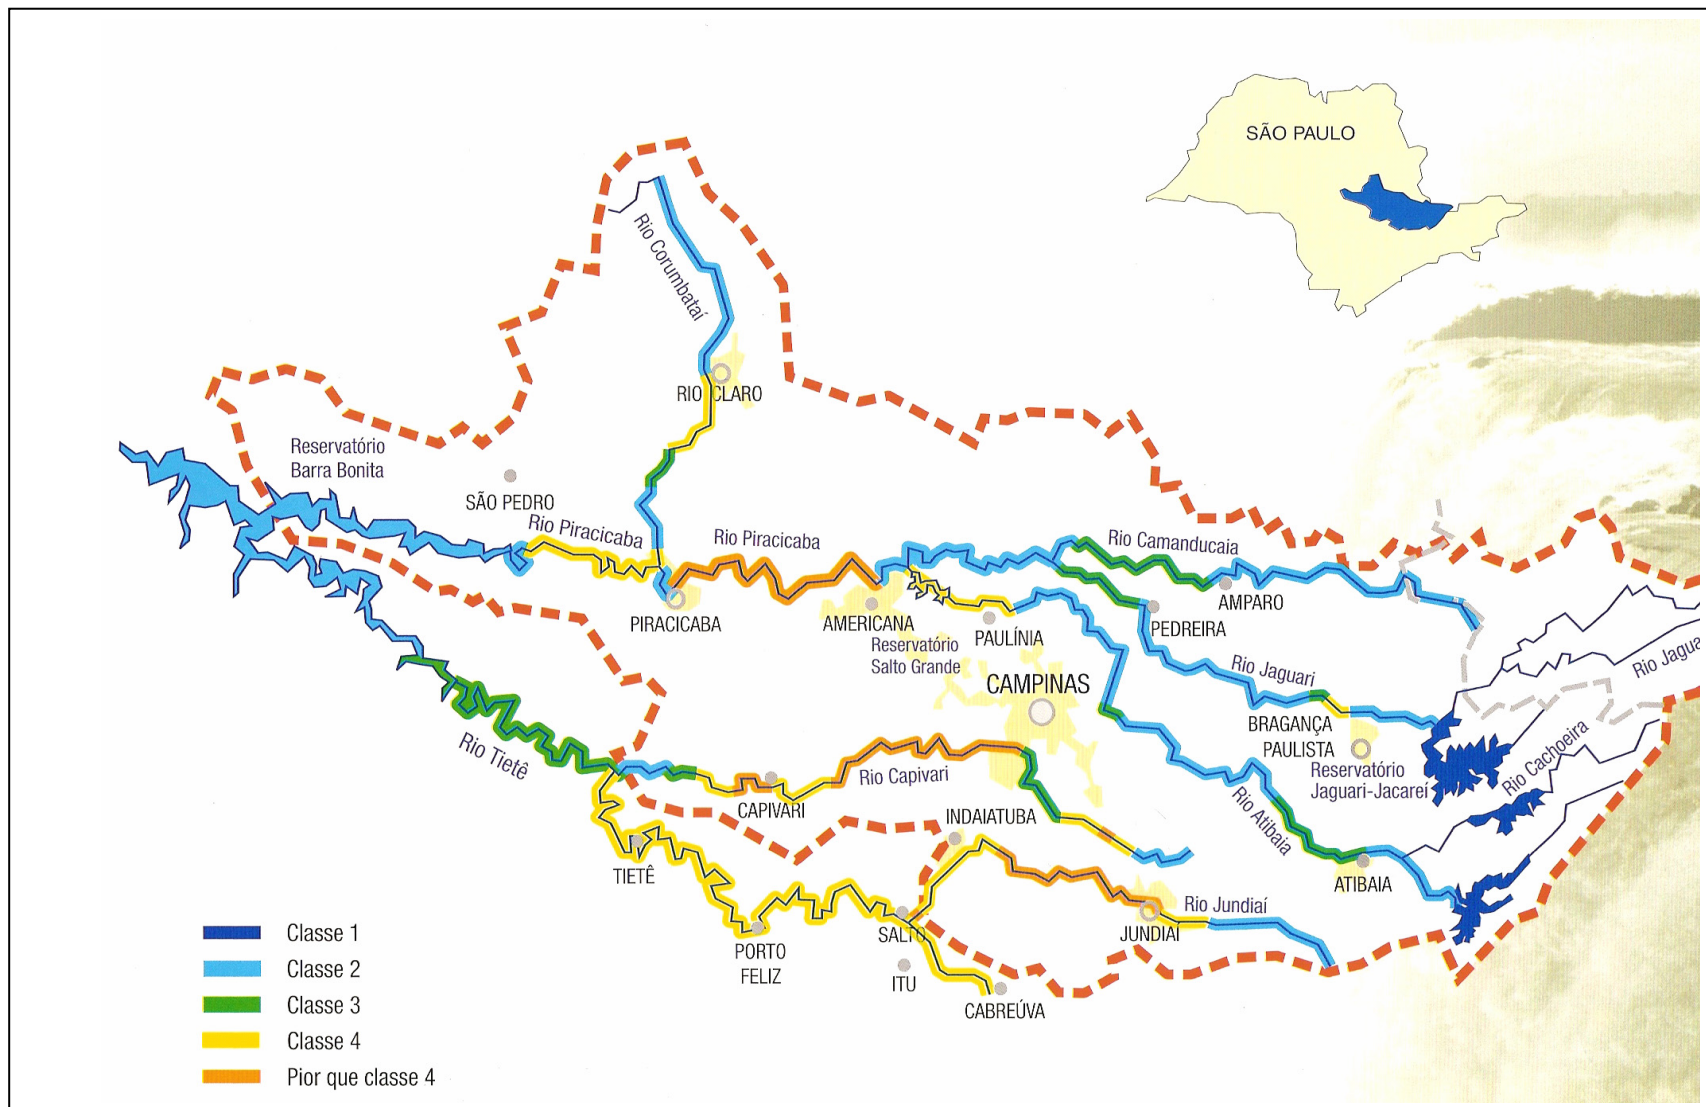 SÃO PAULO
Rio Corumbataí
RIO CLARO
Reservatório
Barra Bonita
SÃO PEDRO
Rio Piracicaba
Rio Piracicaba
Rio Camanducaia
AMPARO
PIRACICABA
AMERICANA
Reservatório
Salto Grande
PAULÍNIA
PEDREIRA
CAMPINAS
Rio Jaguari
Rio Jagua
BRAGANÇA
PAULISTA
Reservatório
Jaguari-Jacareí
Rio Cachoeira
Rio Tietê
Rio Capivari
CAPIVARI
INDAIATUBA
Rio Atibaia
ATIBAIA
TIETÊ
Rio Jundiaí
JUNDIAÍ
SALTO
PORTO
FELIZ
ITU
CABREÚVA
Classe 1
Classe 2
Classe 3
Classe 4
Pior que classe 4